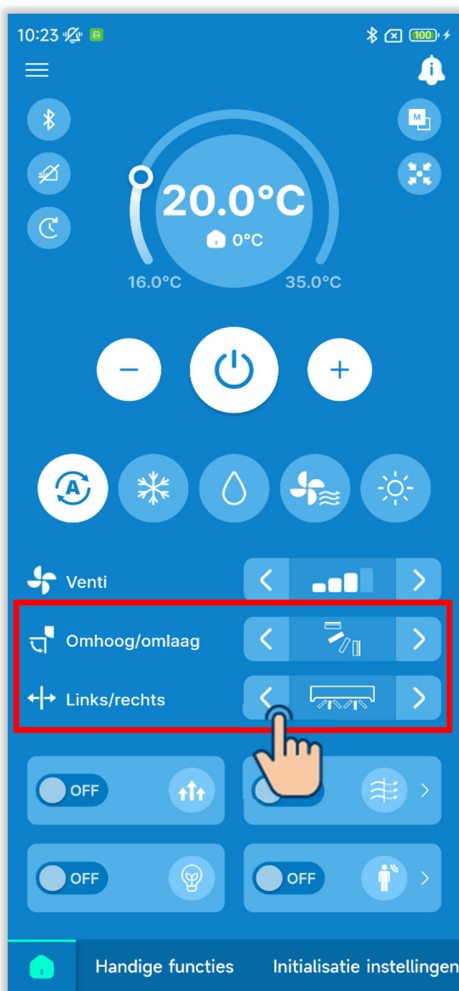 10:23
100
20.0°C
0°C
16.0°C
35.0°C
A
M
Venti
Omhoog/omlaag
Links/rechts
OFF
OFF
OFF
Handige functies
Initialisatie instellingen